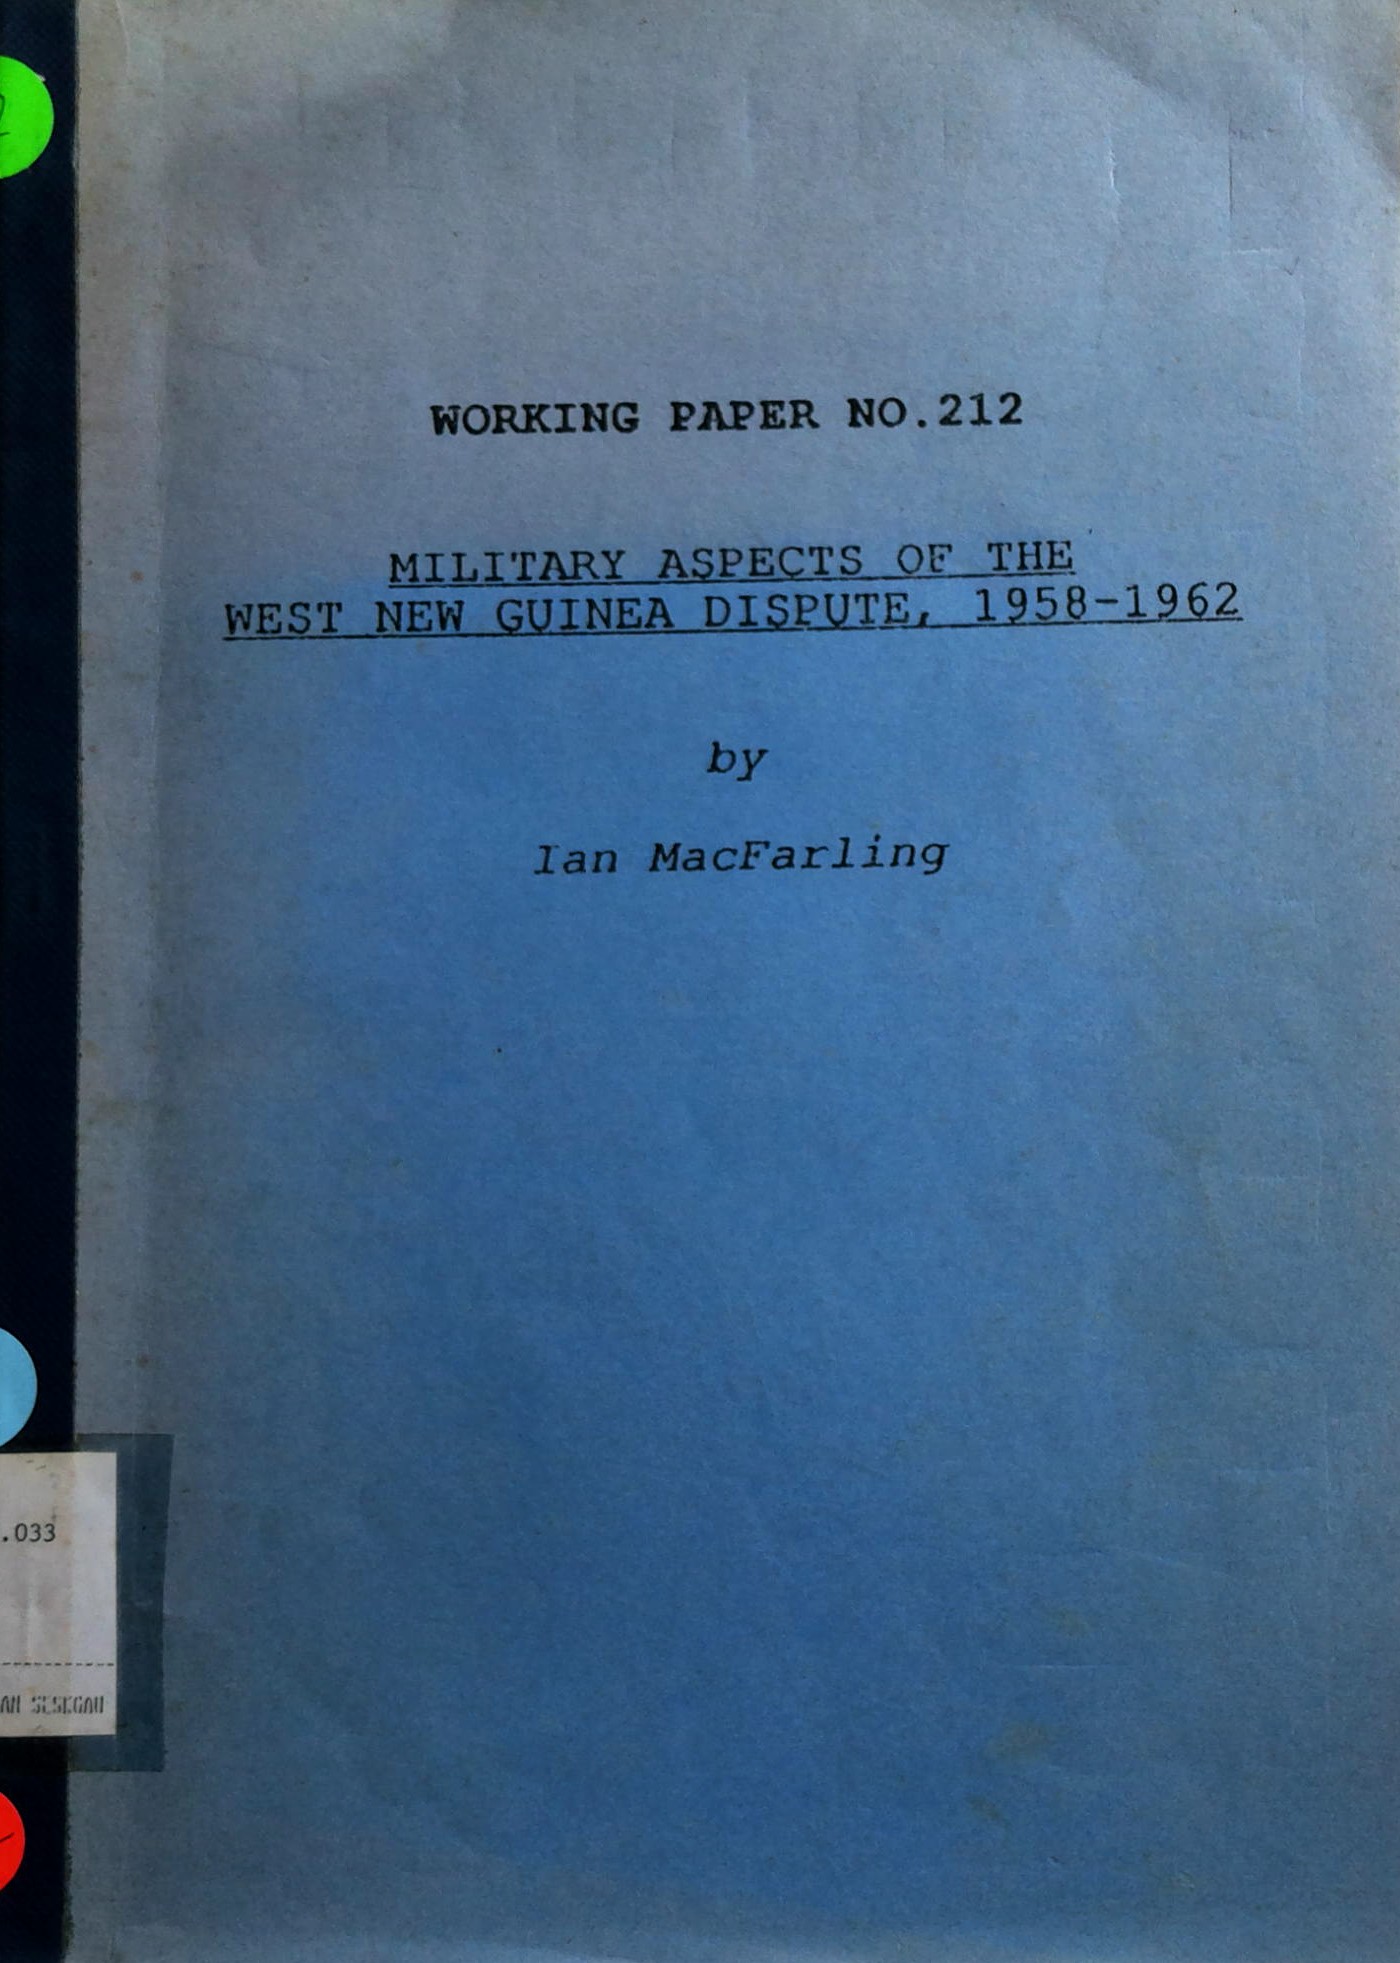 WORKING PAPER NO.212
MILITARY ASPECTS OF THE
WEST NEW GUINEA DISPUTE, 1958-1962
by
Ian MacFarling
.033